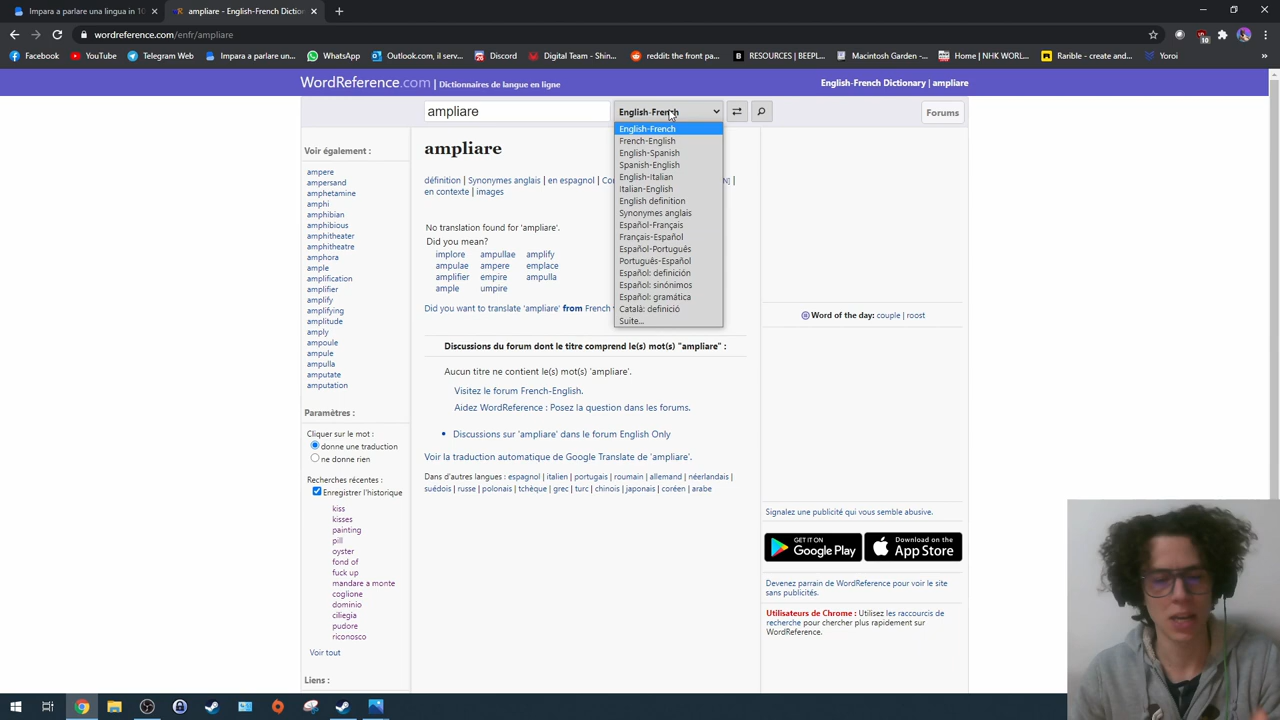 Impara a parlare una lingua in 10
ampliare - English-French Dictio
wordreference.com/enfr/ampliare
10
Facebook
YouTube
Telegram Web
Impara a parlare un...
WhatsApp
Outlook.com, il serv...
Discord
Digital Team - Shin...
reddit: the front pa...
RESOURCES | BEEPL...
Macintosh Garden -...
Home | NHK WORL...
Rarible - create and...
Yoroi
WordReference.com | Dictionnaires de langue en ligne
English-French Dictionary | ampliare
ampliare
English-French
Forums
English-French
French-English
English-Spanish
Spanish-English
English-Italian
Italian-English
English definition
Synonymes anglais
Español-Français
Français-Español
Español-Português
Português-Español
Español: definición
Español: sinónimos
Español: gramática
Català: definició
Suite...
Voir également :
ampere
ampersand
amphetamine
amphi
amphibian
amphibious
amphitheater
amphitheatre
amphora
ample
amplification
amplifier
amplify
amplifying
amplitude
amply
ampoule
ampule
ampulla
amputate
amputation
Paramètres :
Cliquer sur le mot :
donne une traduction
ne donne rien
Recherches récentes :
Enregistrer l'historique
kiss
kisses
painting
pill
oyster
fond of
fuck up
mandare a monte
coglione
dominio
ciliegia
pudore
riconosco
Voir tout
Liens :
ampliare
définition | Synonymes anglais | en espagnol |
en contexte | images
No translation found for 'ampliare'.
Did you mean?
implore ampullae amplify
ampulae ampere emplace
amplifier empire ampulla
ample umpire
Did you want to translate 'ampliare' from French
Discussions du forum dont le titre comprend le(s) mot(s) "ampliare" :
Aucun titre ne contient le(s) mot(s) 'ampliare'.
Visitez le forum French-English.
Aidez WordReference : Posez la question dans les forums.
Discussions sur 'ampliare' dans le forum English Only
Voir la traduction automatique de Google Translate de 'ampliare'.
Dans d'autres langues : espagnol | italien | portugais | roumain | allemand | néerlandais |
suédois | russe | polonais | tchèque | grec | turc | chinois | japonais | coréen | arabe
Word of the day: couple | roost
Signalez une publicité qui vous semble abusive.
GET IT ON
Google Play
Download on the
App Store
Devenez parrain de WordReference pour voir le site
sans publicités.
Utilisateurs de Chrome : Utilisez les raccourcis de
recherche pour chercher plus rapidement sur
WordReference.